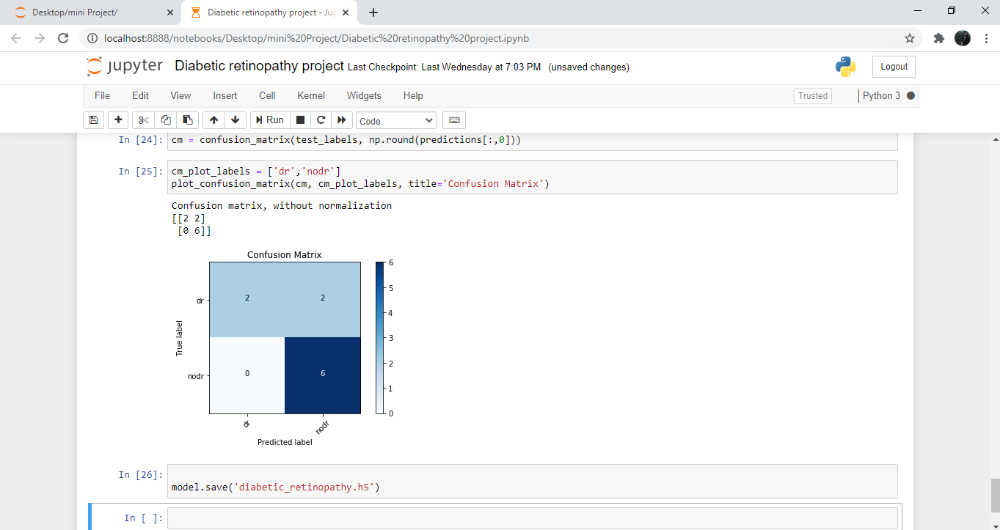 Desktop/mini Project/
Diabetic retinopathy project - Jup
localhost:8888/notebooks/Desktop/mini%20Project/Diabetic%20retinopathy%20project.ipynb
jupyter Diabetic retinopathy project Last Checkpoint: Last Wednesday at 7:03 PM (unsaved changes)
Logout
File Edit View Insert Cell Kernel Widgets Help
Trusted
Python 3
Run
Code
In [24]: cm = confusion_matrix(test_labels, np.round(predictions[:,0]))
In [25]: cm_plot_labels = ['dr','nodr']
plot_confusion_matrix(cm, cm_plot_labels, title='Confusion Matrix')
Confusion matrix, without normalization
[[2 2]
[0 6]]
Confusion Matrix
True label
dr
nodr
2 2
0 6
dr nodr
Predicted label
6
5
4
3
2
1
0
In [26]:
model.save('diabetic_retinopathy.h5')
In [ ]: